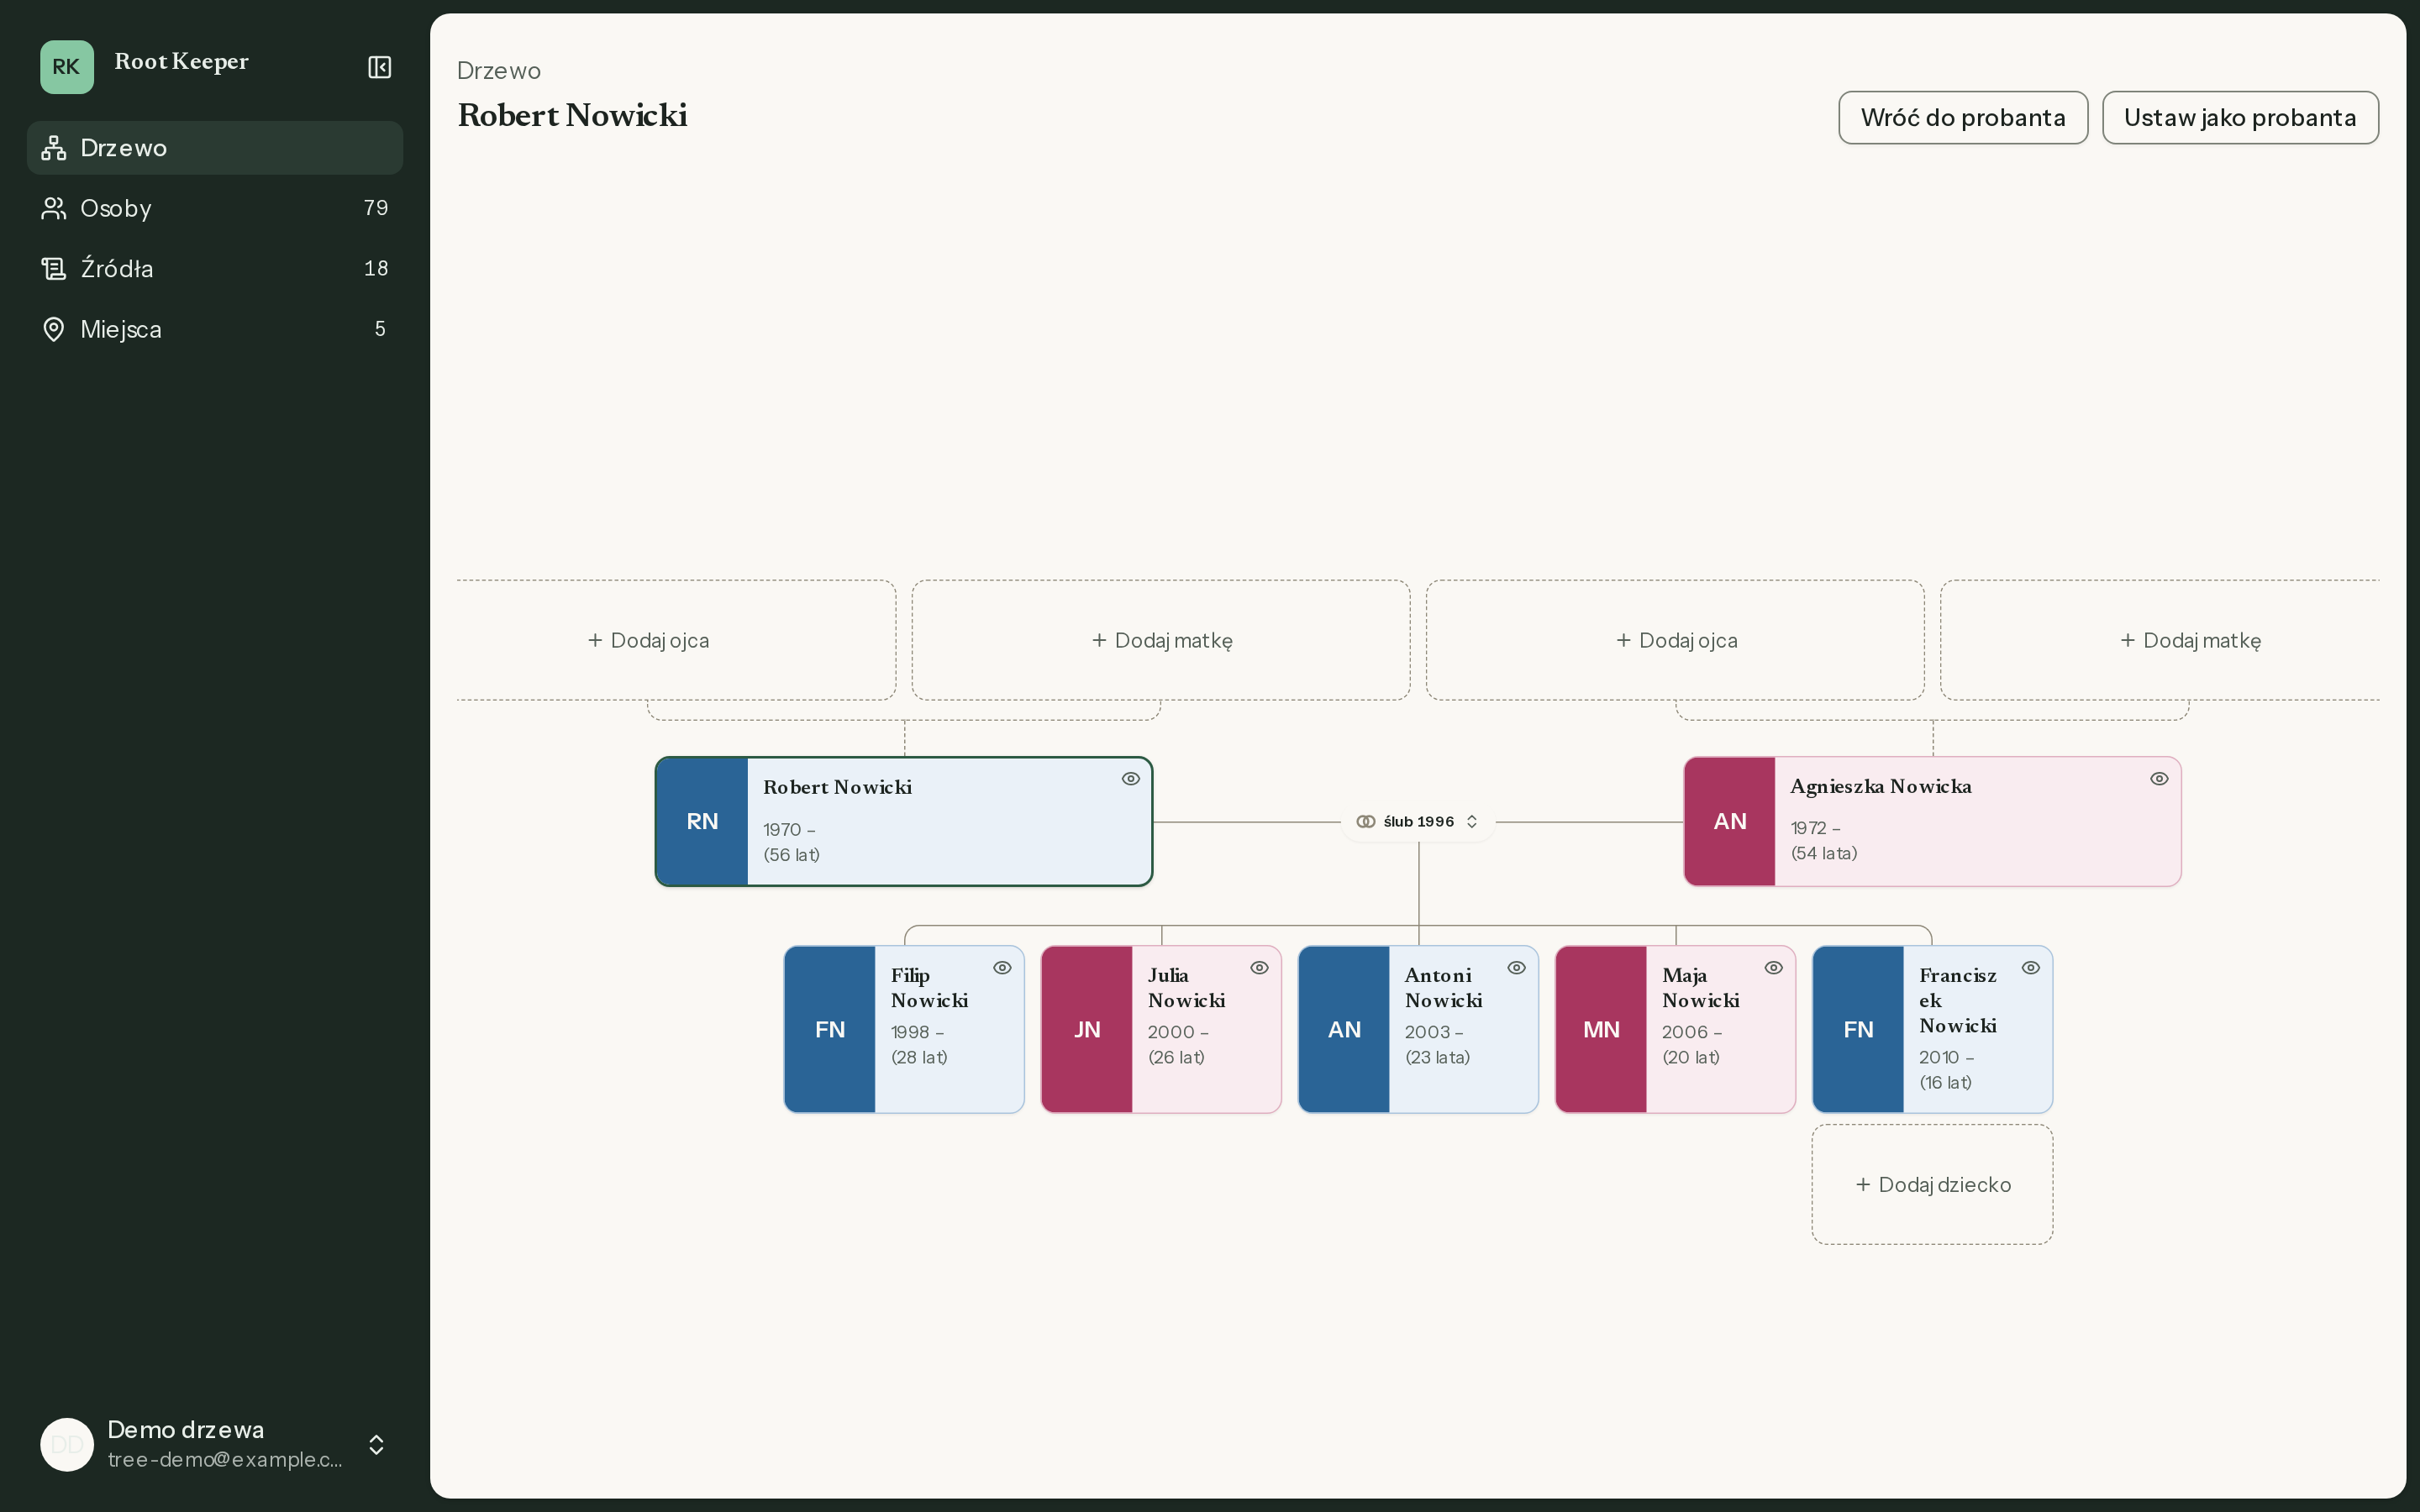 RK
Root Keeper
Drzewo
Osoby 79
Źródła 18
Miejsca 5
Demo drzewa
tree-demo@example.c...
DD
Drzewo
Robert Nowicki
Wróć do probanta
Ustaw jako probanta
+ Dodaj ojca
+ Dodaj matkę
+ Dodaj ojca
+ Dodaj matkę
RN
Robert Nowicki
1970 –
(56 lat)
ślub 1996
AN
Agnieszka Nowicka
1972 –
(54 lata)
FN
Filip
Nowicki
1998 –
(28 lat)
JN
Julia
Nowicki
2000 –
(26 lat)
AN
Antoni
Nowicki
2003 –
(23 lata)
MN
Maja
Nowicki
2006 –
(20 lat)
FN
Francisz
ek
Nowicki
2010 –
(16 lat)
+ Dodaj dziecko